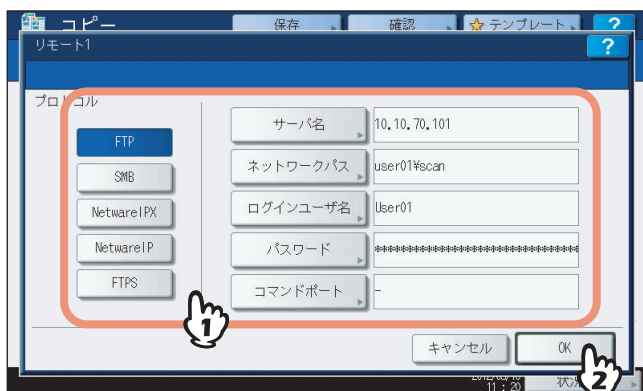 コピー 保存 確認 テンプレート ?
リモート1 ?
プロトコル
FTP
SMB
NetwareIPX
NetwareIP
FTPS
サーバ名 10.10.70.101
ネットワークパス user01¥scan
ログインユーザ名 User01
パスワード ************************************
コマンドポート -
1
キャンセル OK
2
11:20